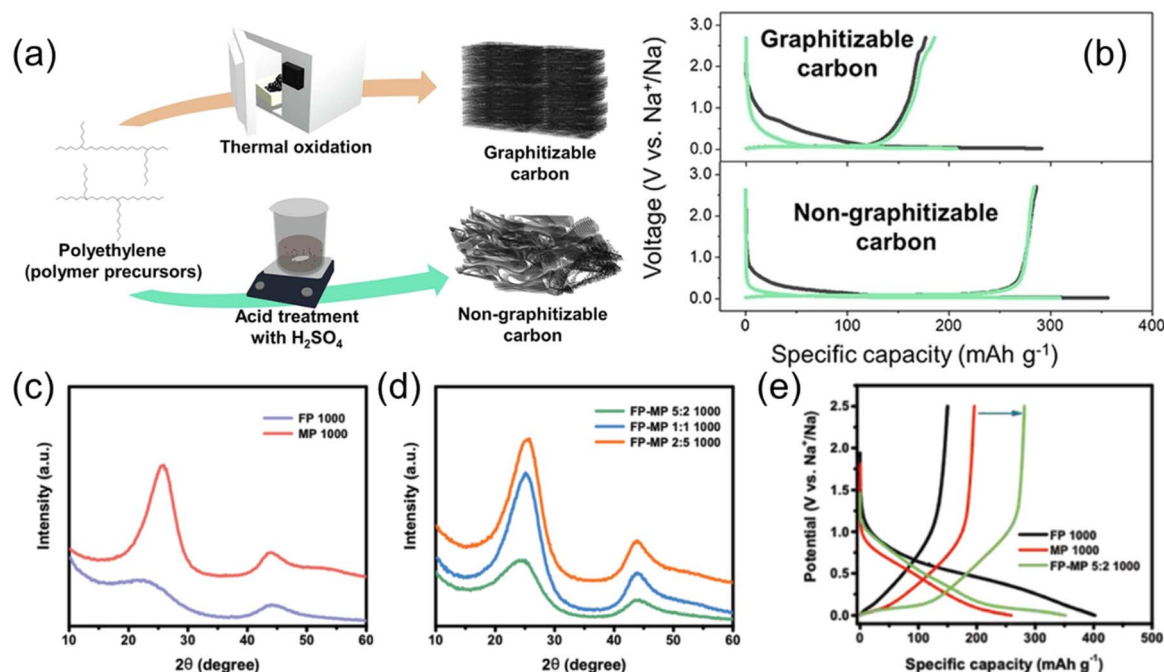 (a)
Thermal oxidation
Graphitizable
carbon
Polyethylene
(polymer precursors)
Acid treatment
with H₂SO₄
Non-graphitizable
carbon
(b)
Voltage (V vs. Na⁺/Na)
3.0
2.0
1.0
0.0
Graphitizable
carbon
3.0
2.0
1.0
0.0
Non-graphitizable
carbon
0 100 200 300 400
Specific capacity (mAh g⁻¹)
(c)
Intensity (a.u.)
FP 1000
MP 1000
10 20 30 40 50 60
2θ (degree)
(d)
Intensity (a.u.)
FP-MP 5:2 1000
FP-MP 1:1 1000
FP-MP 2:5 1000
10 20 30 40 50 60
2θ (degree)
(e)
Potential (V vs. Na⁺/Na)
2.5
2.0
1.5
1.0
0.5
0.0
FP 1000
MP 1000
FP-MP 5:2 1000
0 100 200 300 400 500
Specific capacity (mAh g⁻¹)